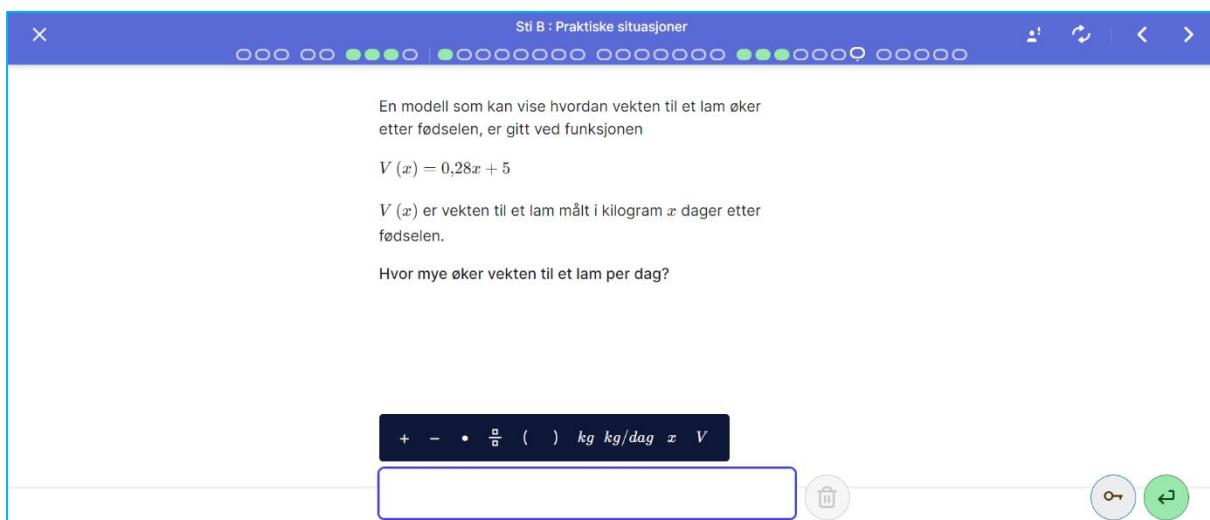 Sti B : Praktiske situasjoner
En modell som kan vise hvordan vekten til et lam øker
etter fødselen, er gitt ved funksjonen
V (x) = 0,28x + 5
V (x) er vekten til et lam målt i kilogram x dager etter
fødselen.
Hvor mye øker vekten til et lam per dag?
+ − • ▫/▫ ( ) kg kg/dag x V